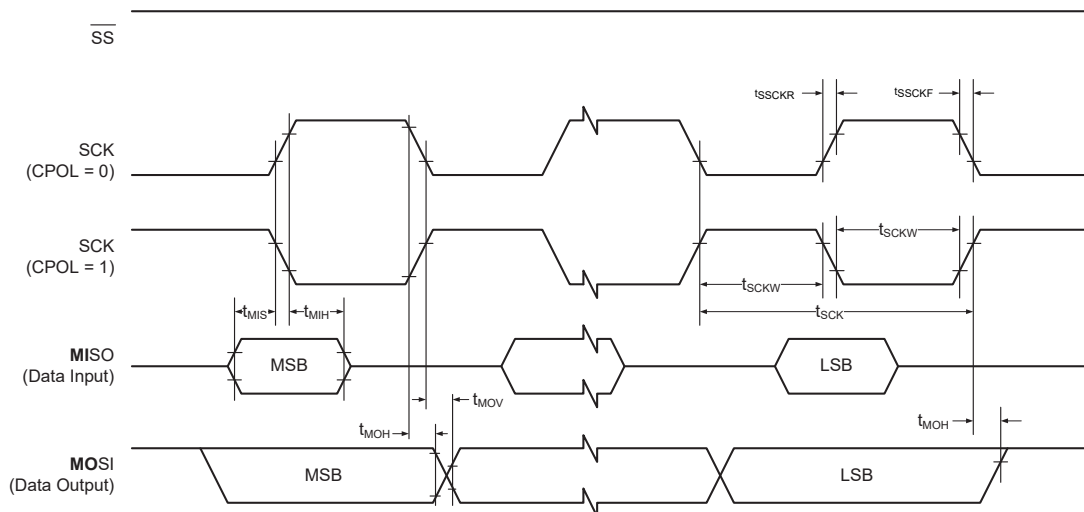 SS
tSSCKR
tSSCKF
SCK
(CPOL = 0)
SCK
(CPOL = 1)
tSCKW
tSCKW
tSCK
tMIS
tMIH
MISO
(Data Input)
MSB
LSB
tMOV
tMOH
tMOH
MOSI
(Data Output)
MSB
LSB